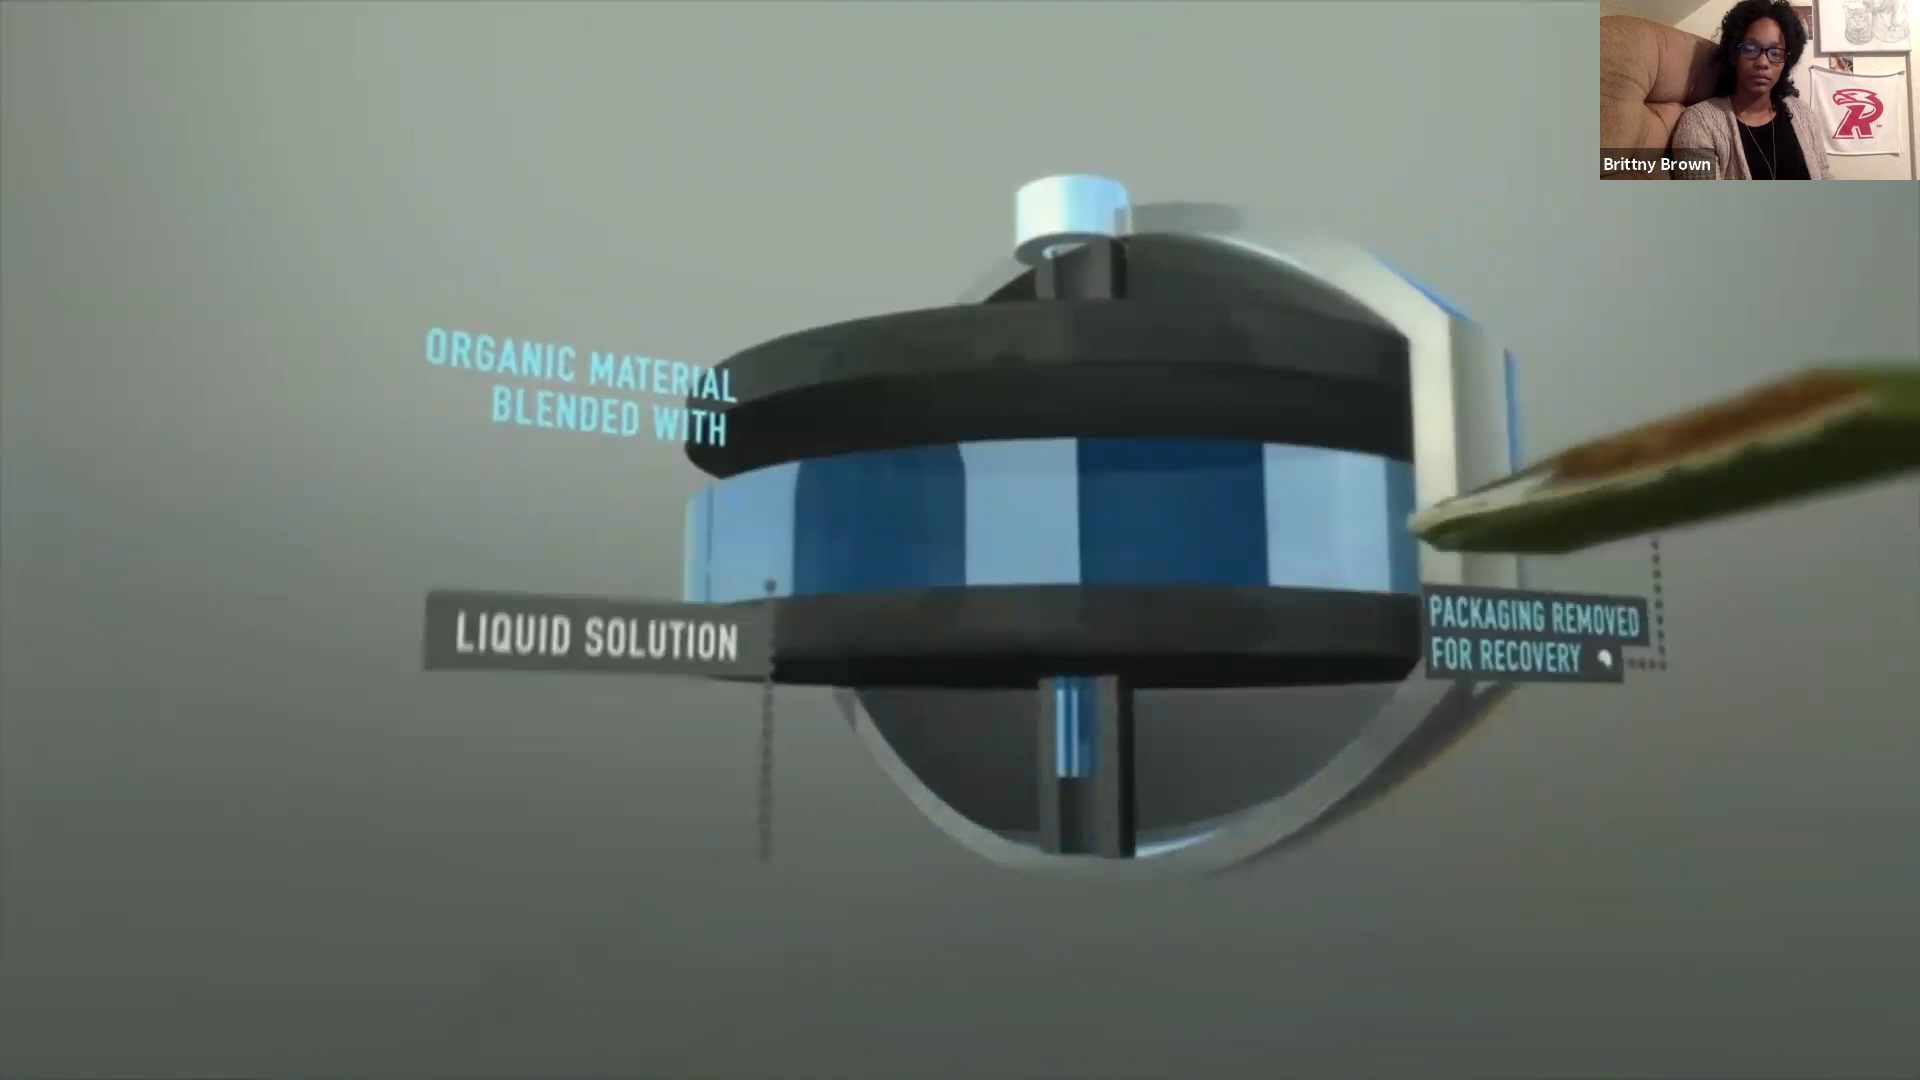 Brittny Brown
R
ORGANIC MATERIAL
BLENDED WITH
LIQUID SOLUTION
PACKAGING REMOVED
FOR RECOVERY